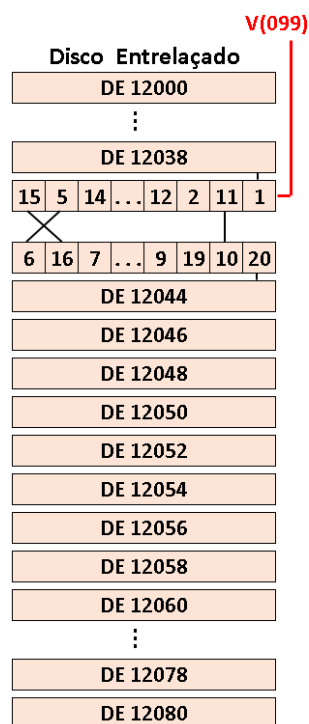 V(099)
Disco Entrelaçado
DE 12000
⋮
DE 12038
15 5 14 ... 12 2 11 1
6 16 7 ... 9 19 10 20
DE 12044
DE 12046
DE 12048
DE 12050
DE 12052
DE 12054
DE 12056
DE 12058
DE 12060
⋮
DE 12078
DE 12080